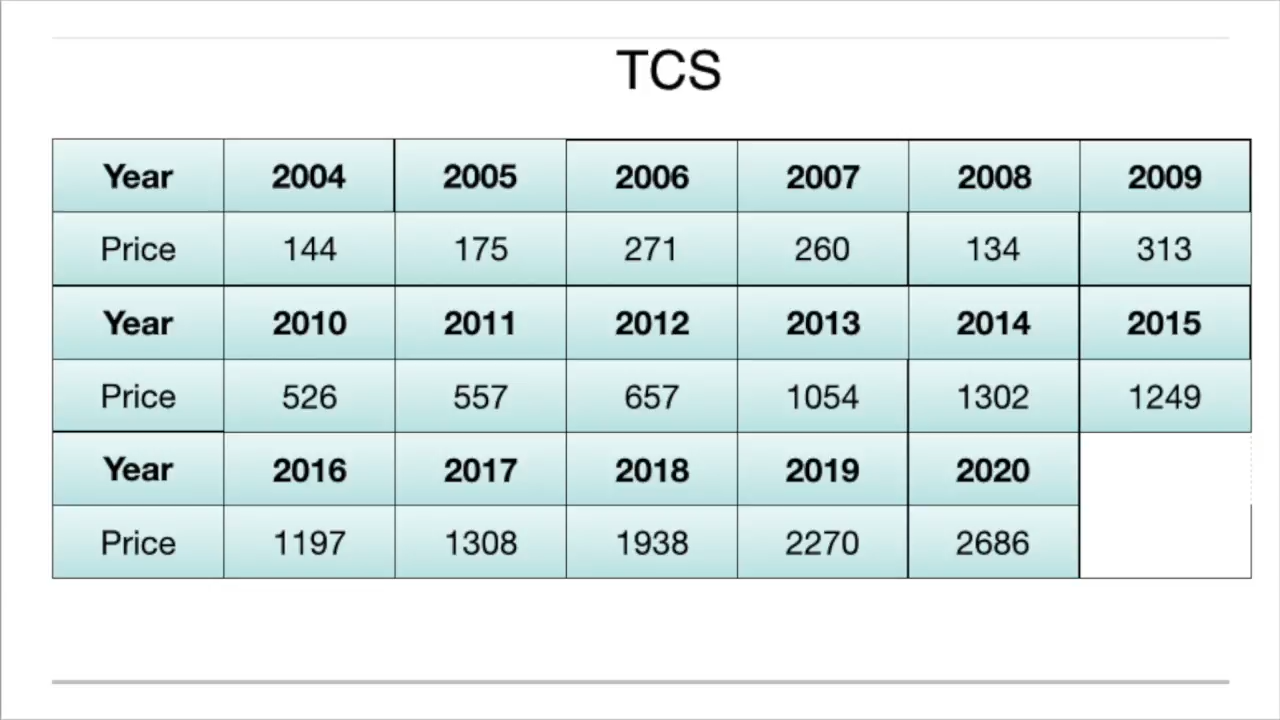 TCS
Year 2004 2005 2006 2007 2008 2009
Price 144 175 271 260 134 313
Year 2010 2011 2012 2013 2014 2015
Price 526 557 657 1054 1302 1249
Year 2016 2017 2018 2019 2020
Price 1197 1308 1938 2270 2686